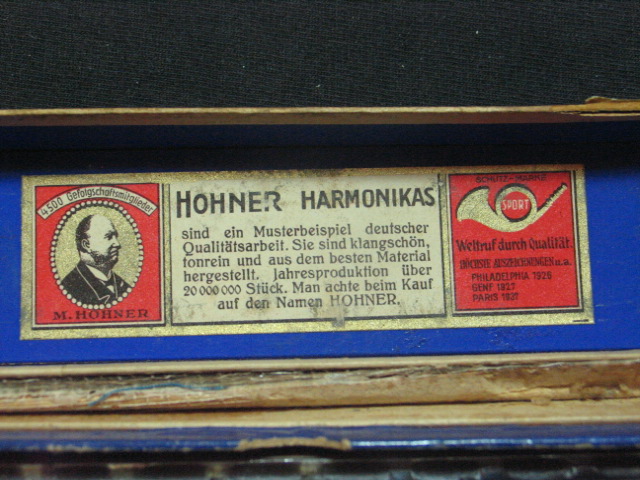 4500 Gefolgschaftsmitglieder
M. HOHNER
HOHNER HARMONIKAS
sind ein Musterbeispiel deutscher
Qualitätsarbeit. Sie sind klangschön,
tonrein und aus dem besten Material
hergestellt. Jahresproduktion über
20 000 000 Stück. Man achte beim Kauf
auf den Namen HOHNER.
SCHUTZ-MARKE
SPORT
Weltruf durch Qualität.
HÖCHSTE AUSZEICHNUNGEN u.a.
PHILADELPHIA 1926
GENF 1927
PARIS 1937